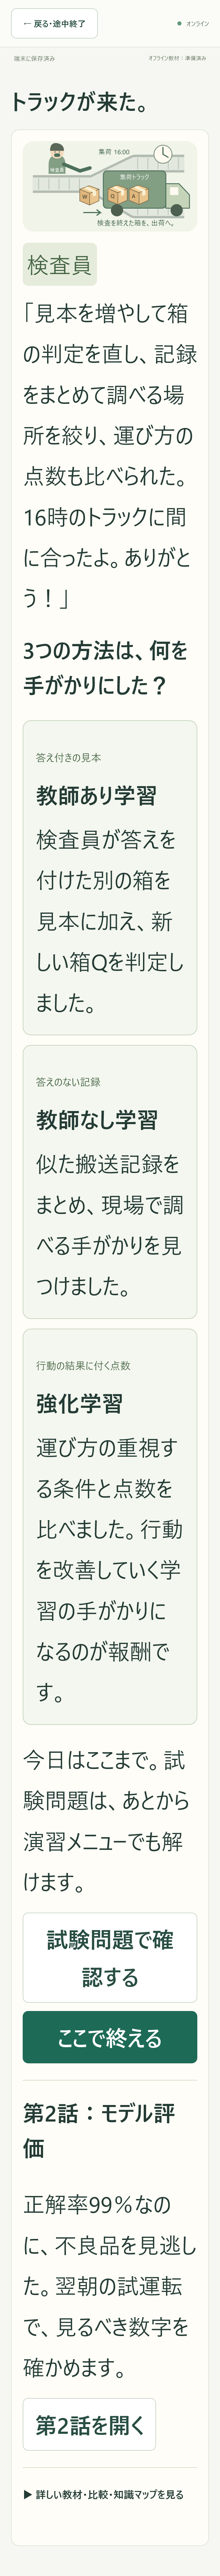 ← 戻る・途中終了
オンライン
端末に保存済み
オフライン教材：準備済み
トラックが来た。
集荷 16:00
検査員
集荷トラック
W
Q
A
検査を終えた箱を、出荷へ。
検査員
「見本を増やして箱
の判定を直し、記録
をまとめて調べる場
所を絞り、運び方の
点数も比べられた。
16時のトラックに間
に合ったよ。ありがと
う！」
3つの方法は、何を
手がかりにした？
答え付きの見本
教師あり学習
検査員が答えを
付けた別の箱を
見本に加え、新
しい箱Qを判定し
ました。
答えのない記録
教師なし学習
似た搬送記録を
まとめ、現場で調
べる手がかりを見
つけました。
行動の結果に付く点数
強化学習
運び方の重視す
る条件と点数を
比べました。行動
を改善していく学
習の手がかりに
なるのが報酬で
す。
今日はここまで。試
験問題は、あとから
演習メニューでも解
けます。
試験問題で確
認する
ここで終える
第2話：モデル評
価
正解率99％なの
に、不良品を見逃し
た。翌朝の試運転
で、見るべき数字を
確かめます。
第2話を開く
▶ 詳しい教材・比較・知識マップを見る